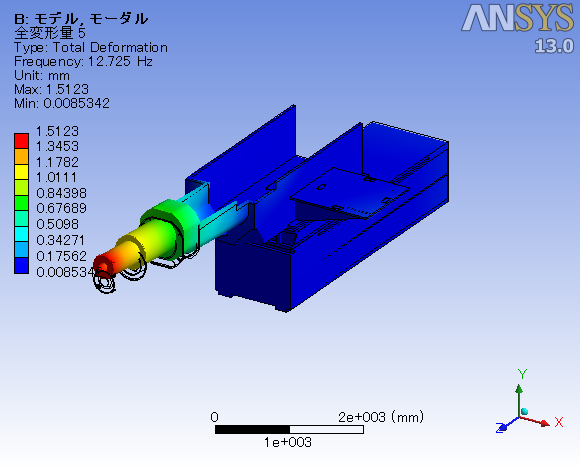 B: モデル, モーダル
全変形量 5
Type: Total Deformation
Frequency: 12.725 Hz
Unit: mm
Max: 1.5123
Min: 0.0085342
ANSYS
13.0
1.5123
1.3453
1.1782
1.0111
0.84398
0.67689
0.5098
0.34271
0.17562
0.008534
0
2e+003 (mm)
1e+003
Y
X
Z